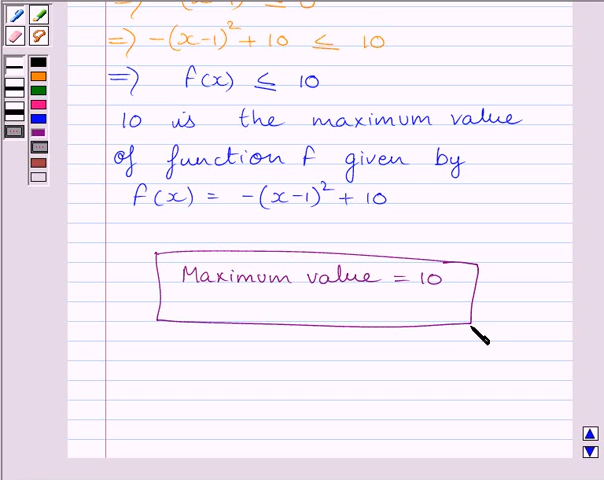 => -(x-1)² + 10 ≤ 10
=> f(x) ≤ 10
10 is the maximum value
of function f given by
f(x) = -(x-1)² + 10
Maximum value = 10